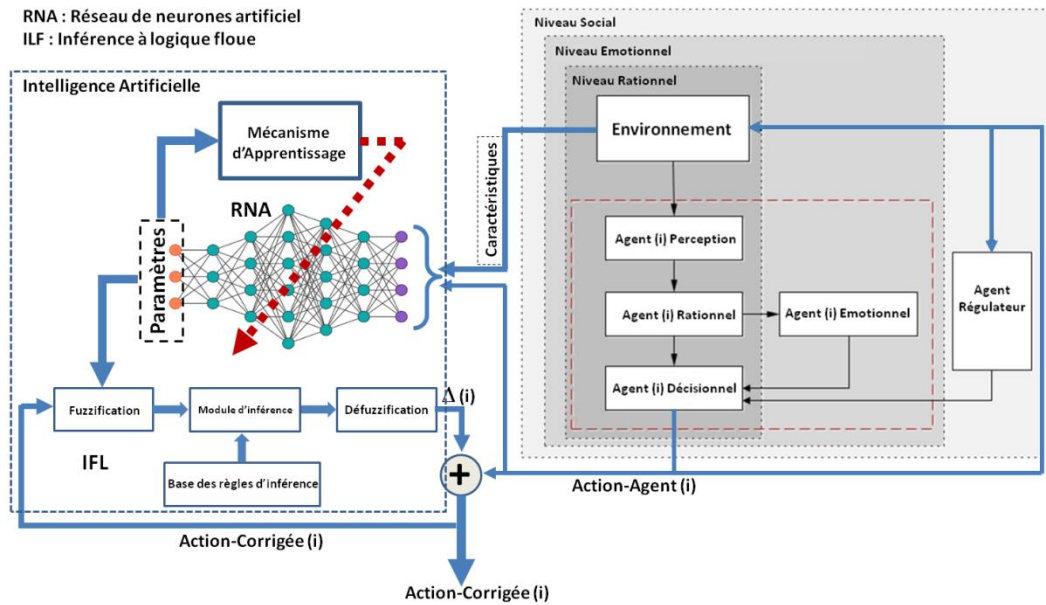 RNA : Réseau de neurones artificiel
ILF : Inférence à logique floue
Intelligence Artificielle
Mécanisme
d'Apprentissage
RNA
Paramètres
Fuzzification
Module d'inférence
Défuzzification
Δ (i)
IFL
Base des règles d'inférence
+
Action-Corrigée (i)
Action-Corrigée (i)
Caractéristiques
Niveau Social
Niveau Emotionnel
Niveau Rationnel
Environnement
Agent (i) Perception
Agent (i) Rationnel
Agent (i) Emotionnel
Agent (i) Décisionnel
Agent
Régulateur
Action-Agent (i)